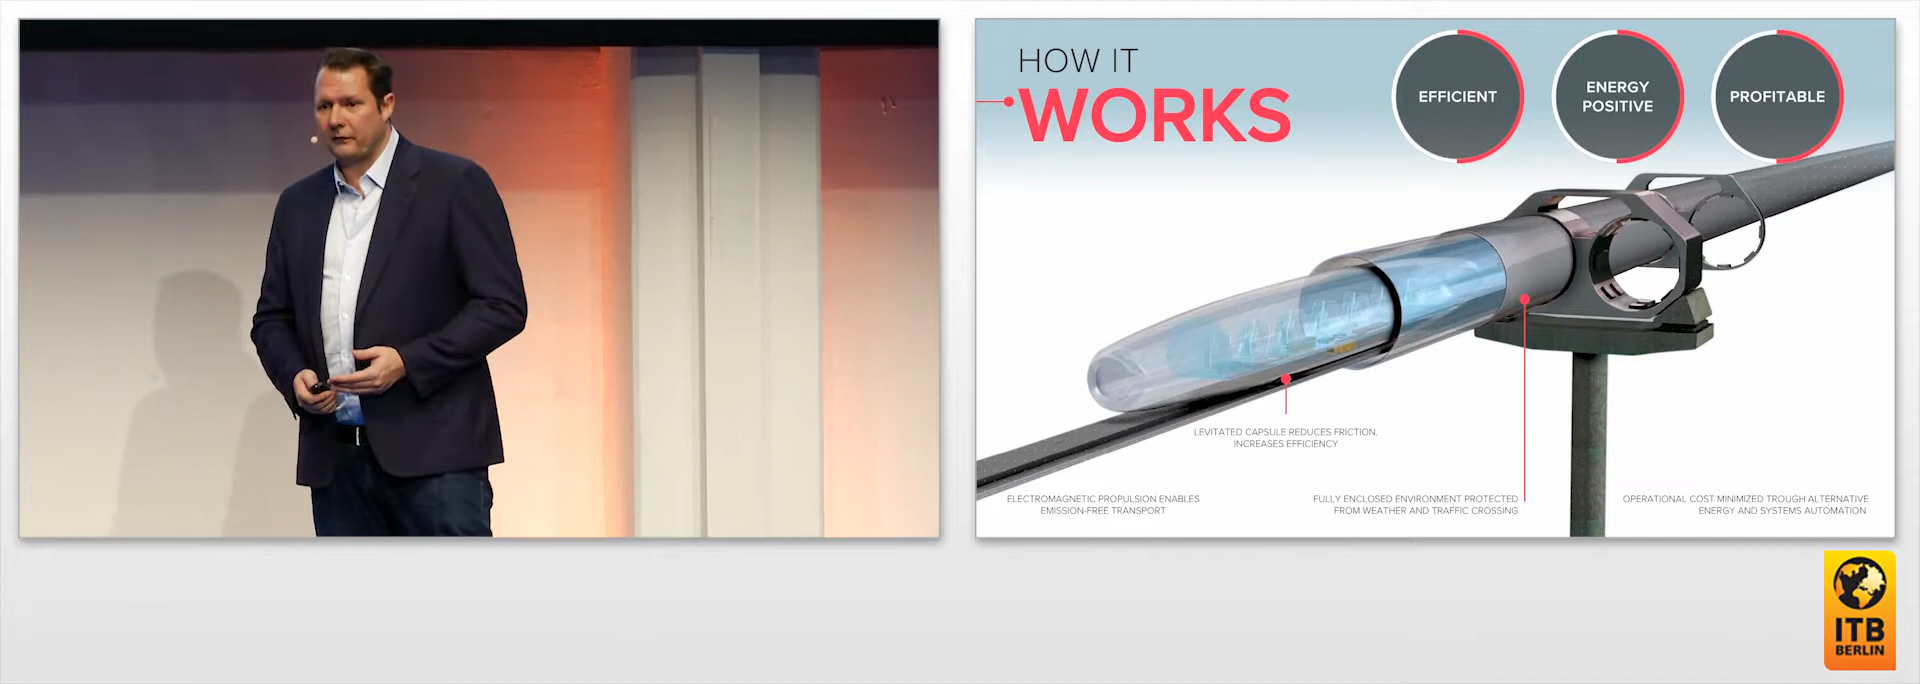 HOW IT
WORKS
EFFICIENT
ENERGY
POSITIVE
PROFITABLE
LEVITATED CAPSULE REDUCES FRICTION,
INCREASES EFFICIENCY
ELECTROMAGNETIC PROPULSION ENABLES
EMISSION-FREE TRANSPORT
FULLY ENCLOSED ENVIRONMENT PROTECTED
FROM WEATHER AND TRAFFIC CROSSING
OPERATIONAL COST MINIMIZED TROUGH ALTERNATIVE
ENERGY AND SYSTEMS AUTOMATION
ITB
BERLIN